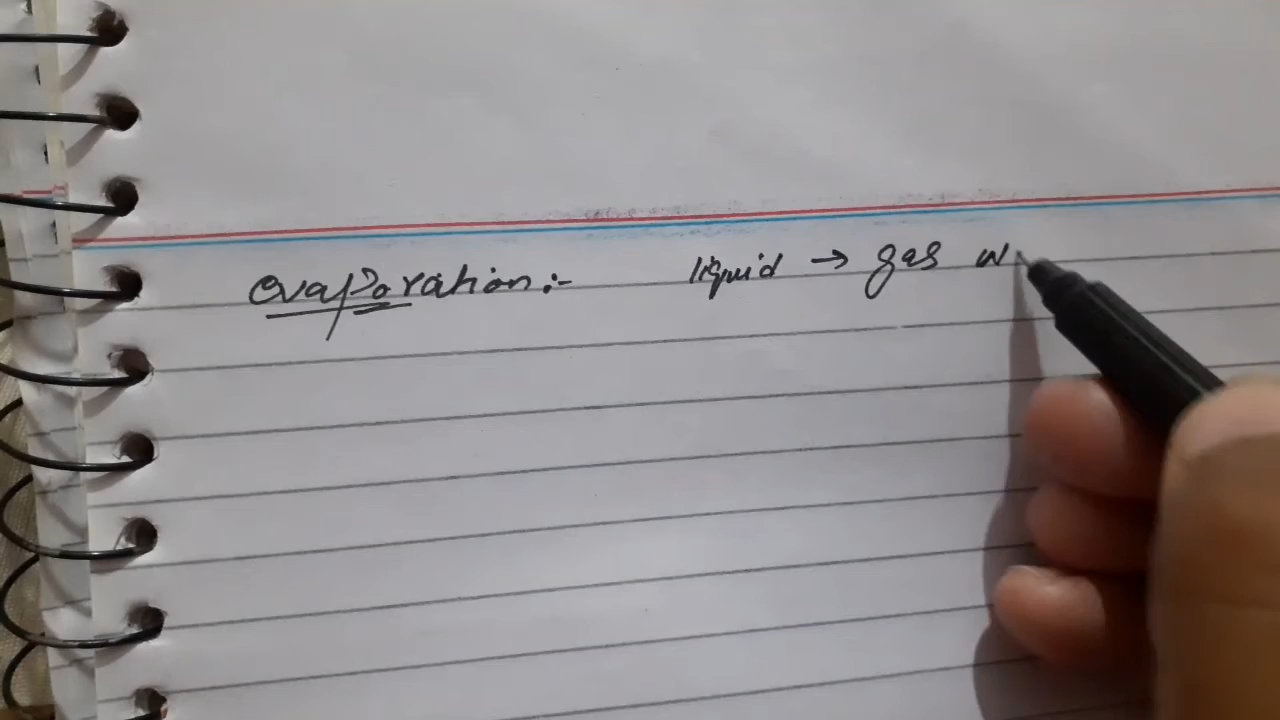 evaporation :- liquid → gas w